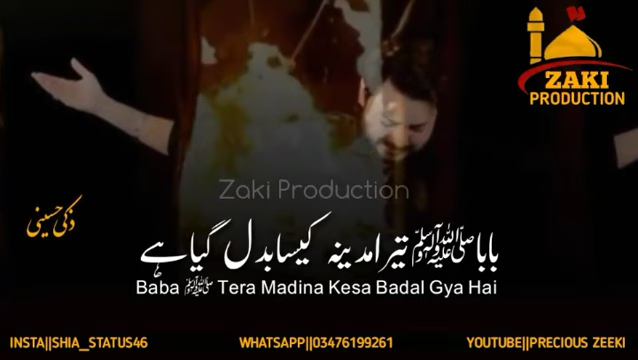 ZAKI
PRODUCTION
Zaki Production
ذکی حسینی
باباﷺ تیرا مدینہ کیسا بدل گیا ہے
Baba ﷺ Tera Madina Kesa Badal Gya Hai
INSTA||SHIA_STATUS46 WHATSAPP||03476199261 YOUTUBE||PRECIOUS ZEEKI